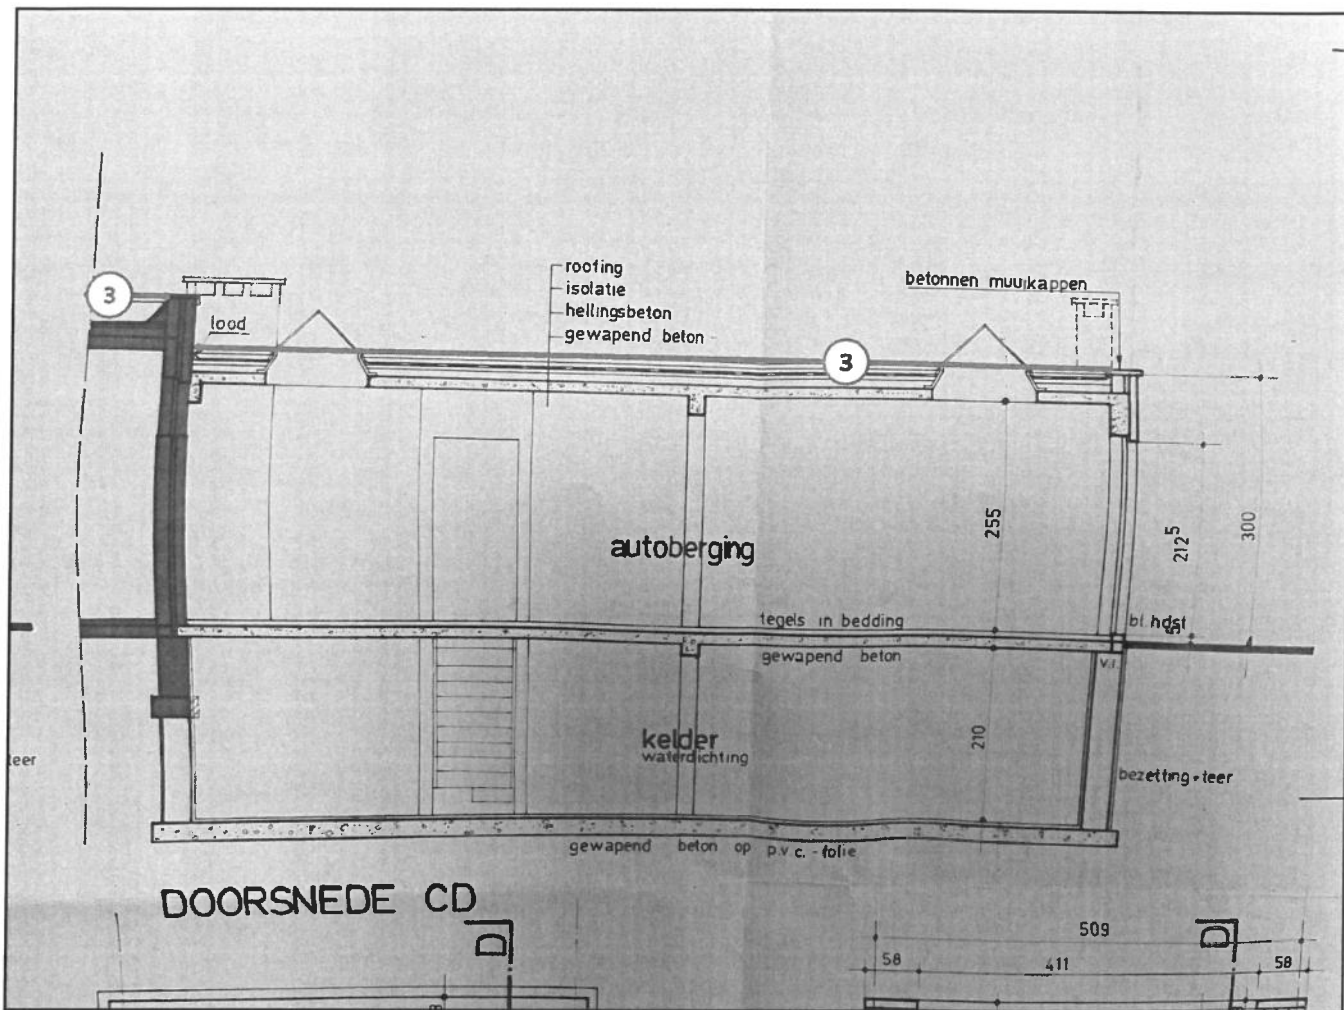 roofing
isolatie
hellingsbeton
gewapend beton
betonnen muurkappen
3
lood
3
255
212⁵
300
autoberging
tegels in bedding
bl. hdst
5
gewapend beton
v.v.
kelder
waterdichting
210
teer
bezetting + teer
gewapend beton op p.v.c. - folie
DOORSNEDE CD
D
D
509
58
411
58